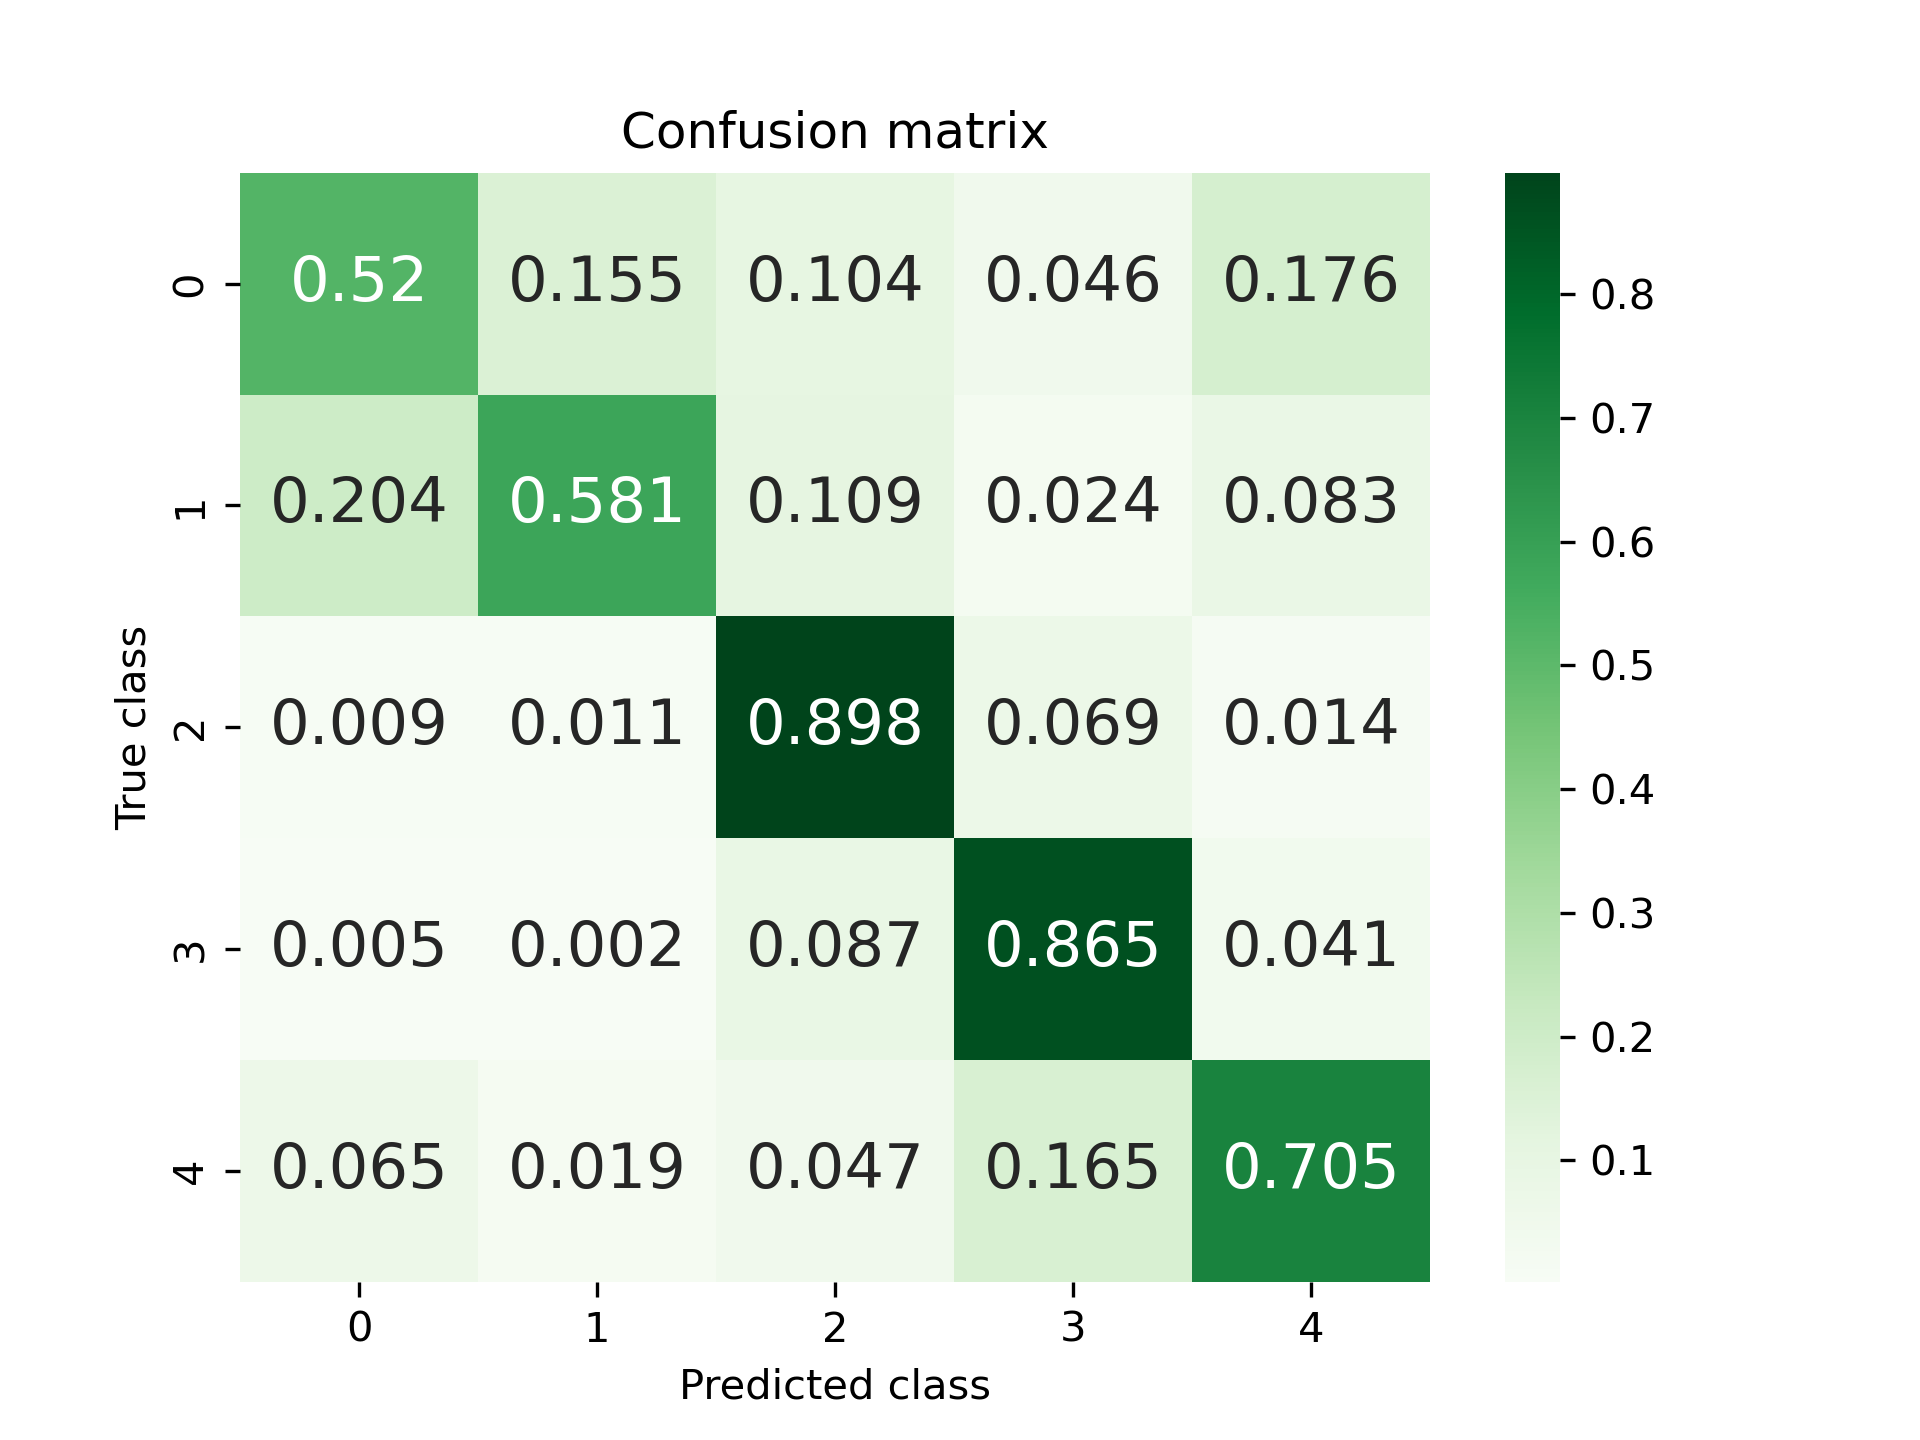 Confusion matrix
0 0.52 0.155 0.104 0.046 0.176
1 0.204 0.581 0.109 0.024 0.083
2 0.009 0.011 0.898 0.069 0.014
3 0.005 0.002 0.087 0.865 0.041
4 0.065 0.019 0.047 0.165 0.705
0 1 2 3 4
True class
Predicted class
0.8
0.7
0.6
0.5
0.4
0.3
0.2
0.1